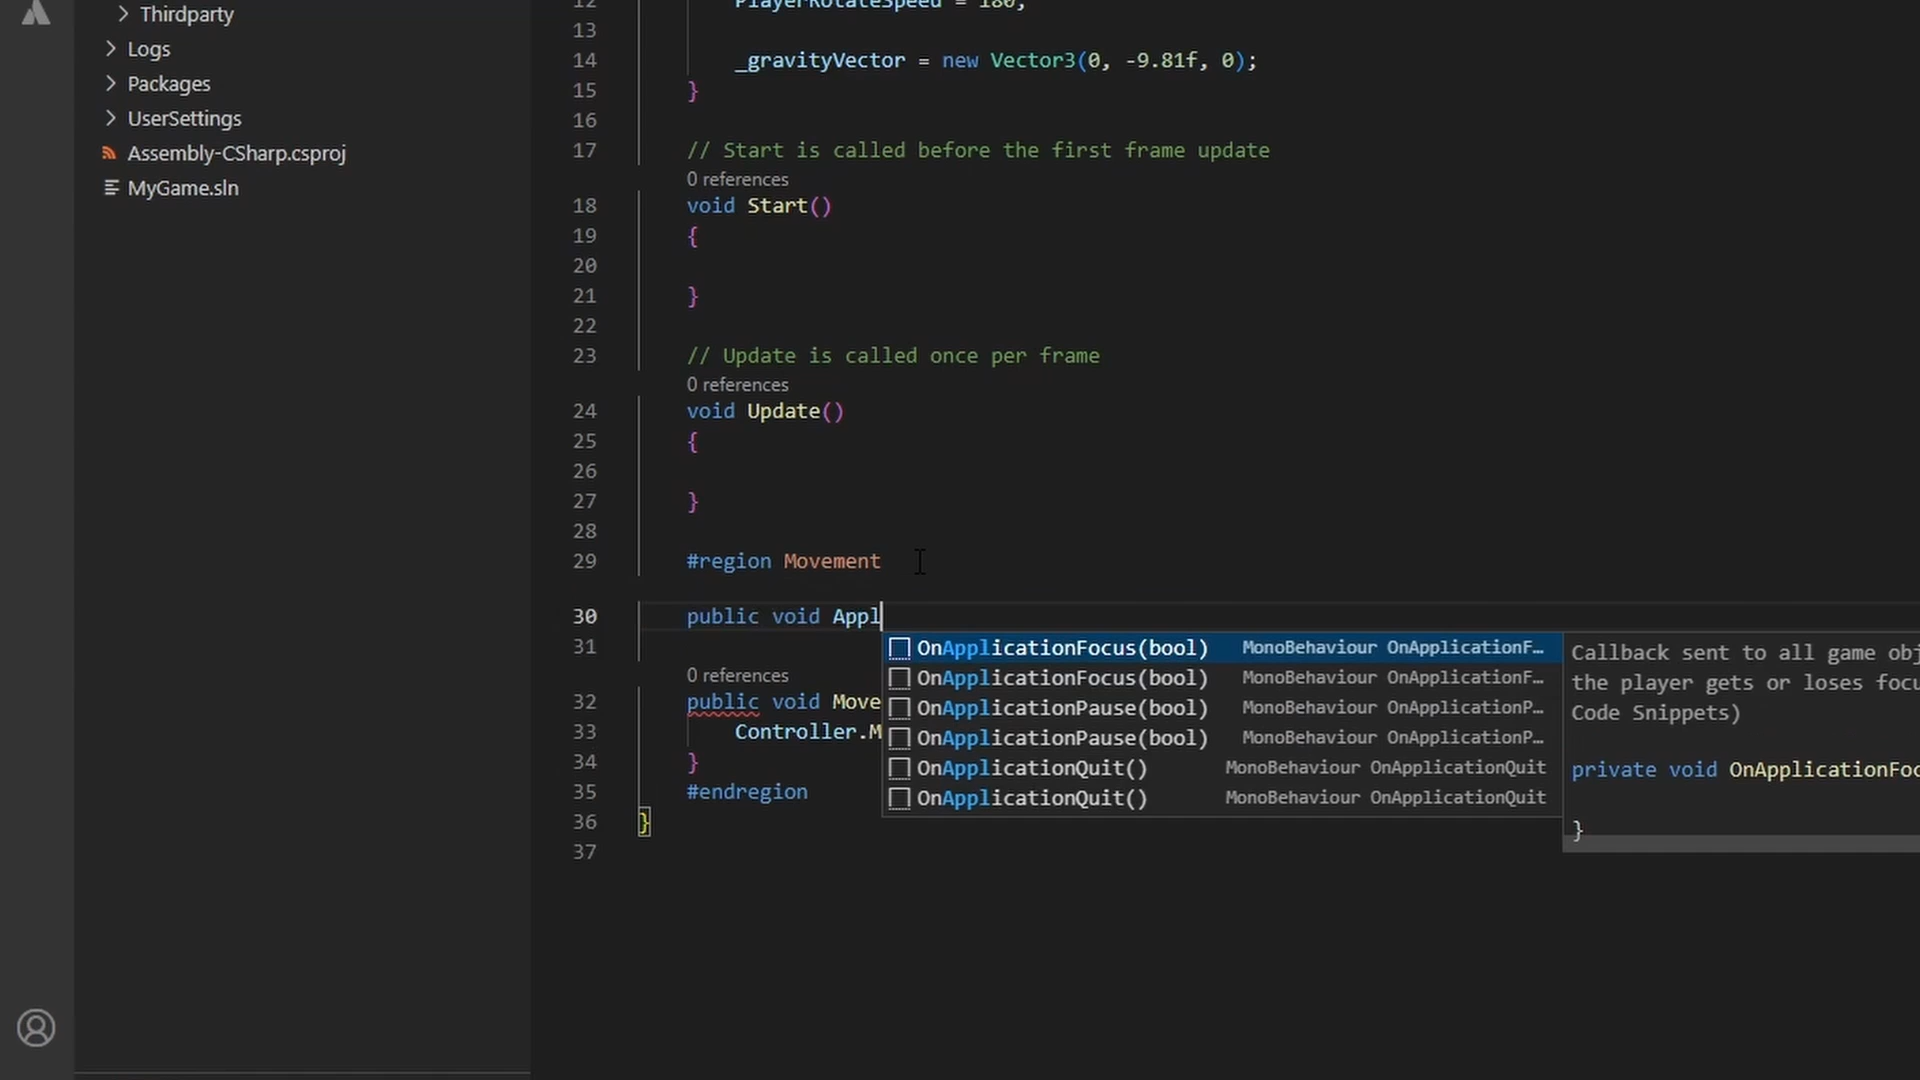 Thirdparty
Logs
Packages
UserSettings
Assembly-CSharp.csproj
MyGame.sln
12 PlayerRotateSpeed = 180;
13
14 _gravityVector = new Vector3(0, -9.81f, 0);
15 }
16
17 // Start is called before the first frame update
0 references
18 void Start()
19 {
20
21 }
22
23 // Update is called once per frame
0 references
24 void Update()
25 {
26
27 }
28
29 #region Movement
30 public void Appl
31
0 references
32 public void Move
33 Controller.M
34 }
35 #endregion
36 }
37
OnApplicationFocus(bool) MonoBehaviour OnApplicationF…
OnApplicationFocus(bool) MonoBehaviour OnApplicationF…
OnApplicationPause(bool) MonoBehaviour OnApplicationP…
OnApplicationPause(bool) MonoBehaviour OnApplicationP…
OnApplicationQuit() MonoBehaviour OnApplicationQuit
OnApplicationQuit() MonoBehaviour OnApplicationQuit
Callback sent to all game obj
the player gets or loses focu
Code Snippets)
private void OnApplicationFoc
}